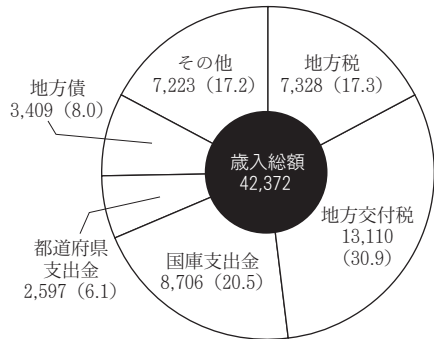 その他
7,223（17.2）
地方税
7,328（17.3）
地方債
3,409（8.0）
歳入総額
42,372
地方交付税
13,110
（30.9）
都道府県
支出金
2,597（6.1）
国庫支出金
8,706（20.5）